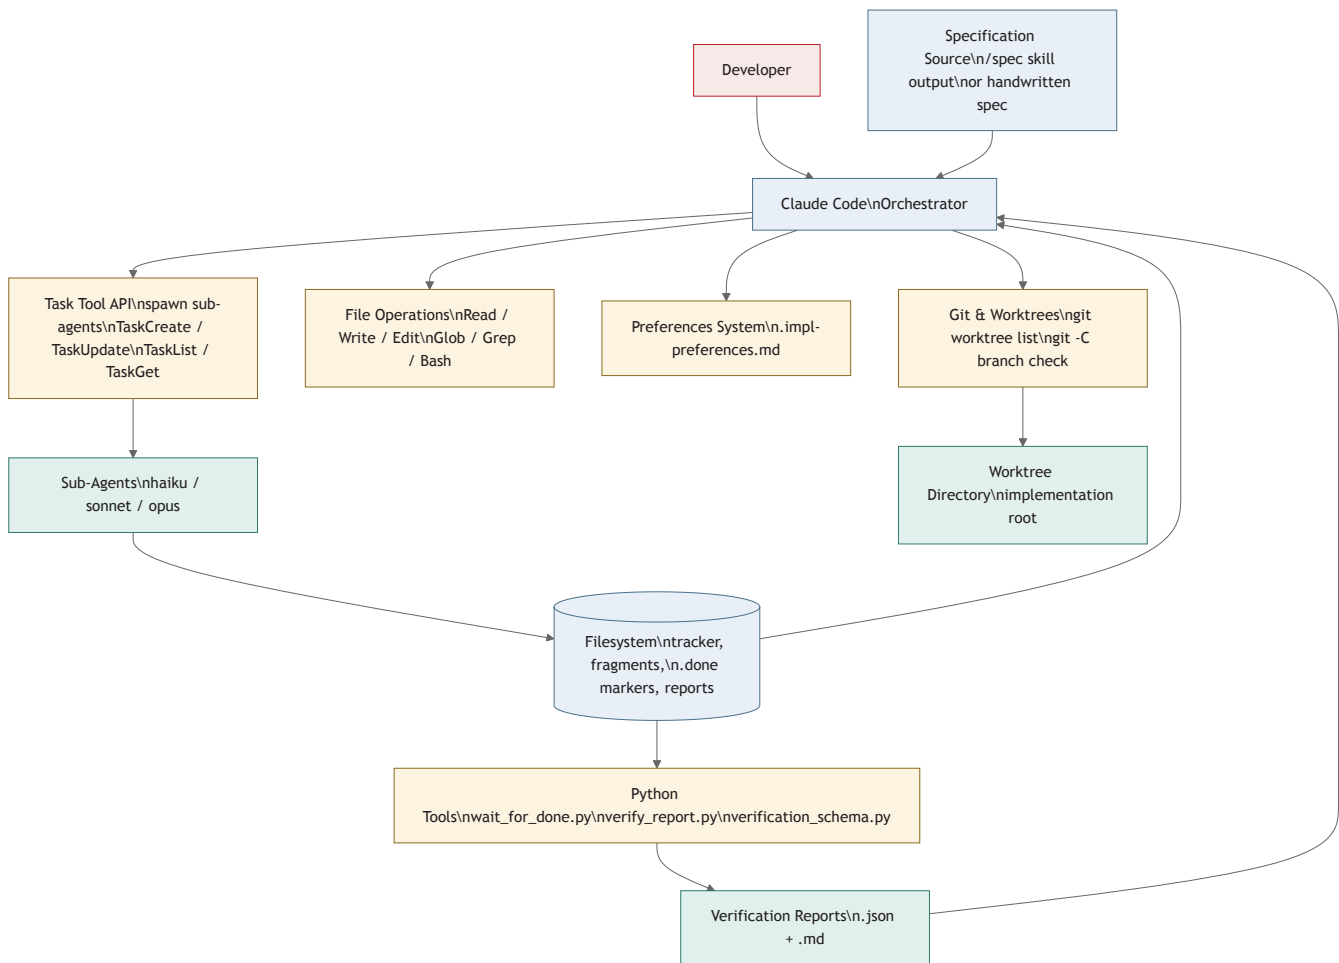 Specification
Source\n/spec skill
output\nor handwritten
spec
Developer
Claude Code\nOrchestrator
Task Tool API\nspawn sub-
agents\nTaskCreate /
TaskUpdate\nTaskList /
TaskGet
File Operations\nRead /
Write / Edit\nGlob / Grep
/ Bash
Preferences System\n.impl-
preferences.md
Git & Worktrees\ngit
worktree list\ngit -C
branch check
Sub-Agents\nhaiku /
sonnet / opus
Worktree
Directory\nimplementation
root
Filesystem\ntracker,
fragments,\n.done
markers, reports
Python
Tools\nwait_for_done.py\nverify_report.py\nverification_schema.py
Verification Reports\n.json
+ .md